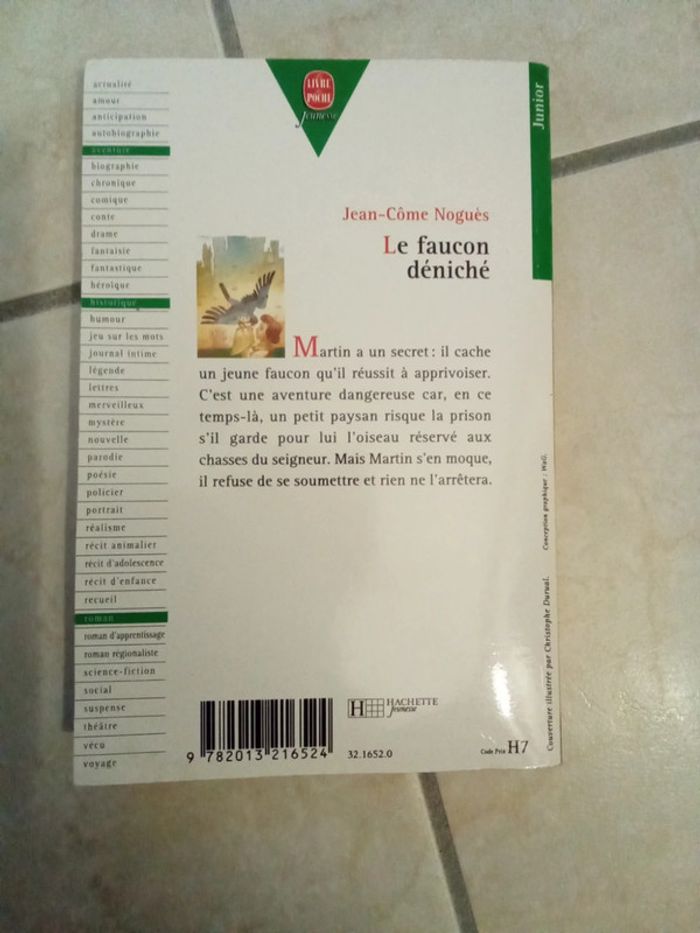 LE LIVRE
DE POCHE
Jeunesse
Junior
actualité
amour
anticipation
autobiographie
aventure
biographie
chronique
comique
conte
drame
fantaisie
fantastique
héroïque
historique
humour
jeu sur les mots
journal intime
légende
lettres
merveilleux
mystère
nouvelle
parodie
poésie
policier
portrait
réalisme
récit animalier
récit d'adolescence
récit d'enfance
recueil
roman
roman d'apprentissage
roman régionaliste
science-fiction
social
suspense
théâtre
vécu
voyage
Jean-Côme Noguès
Le faucon
déniché
Martin a un secret : il cache
un jeune faucon qu'il réussit à apprivoiser.
C'est une aventure dangereuse car, en ce
temps-là, un petit paysan risque la prison
s'il garde pour lui l'oiseau réservé aux
chasses du seigneur. Mais Martin s'en moque,
il refuse de se soumettre et rien ne l'arrêtera.
Couverture illustrée par Christophe Durual.
Conception graphique : WaG.
9 782013 216524
HACHETTE
Jeunesse
32.1652.0
Code Prix H7